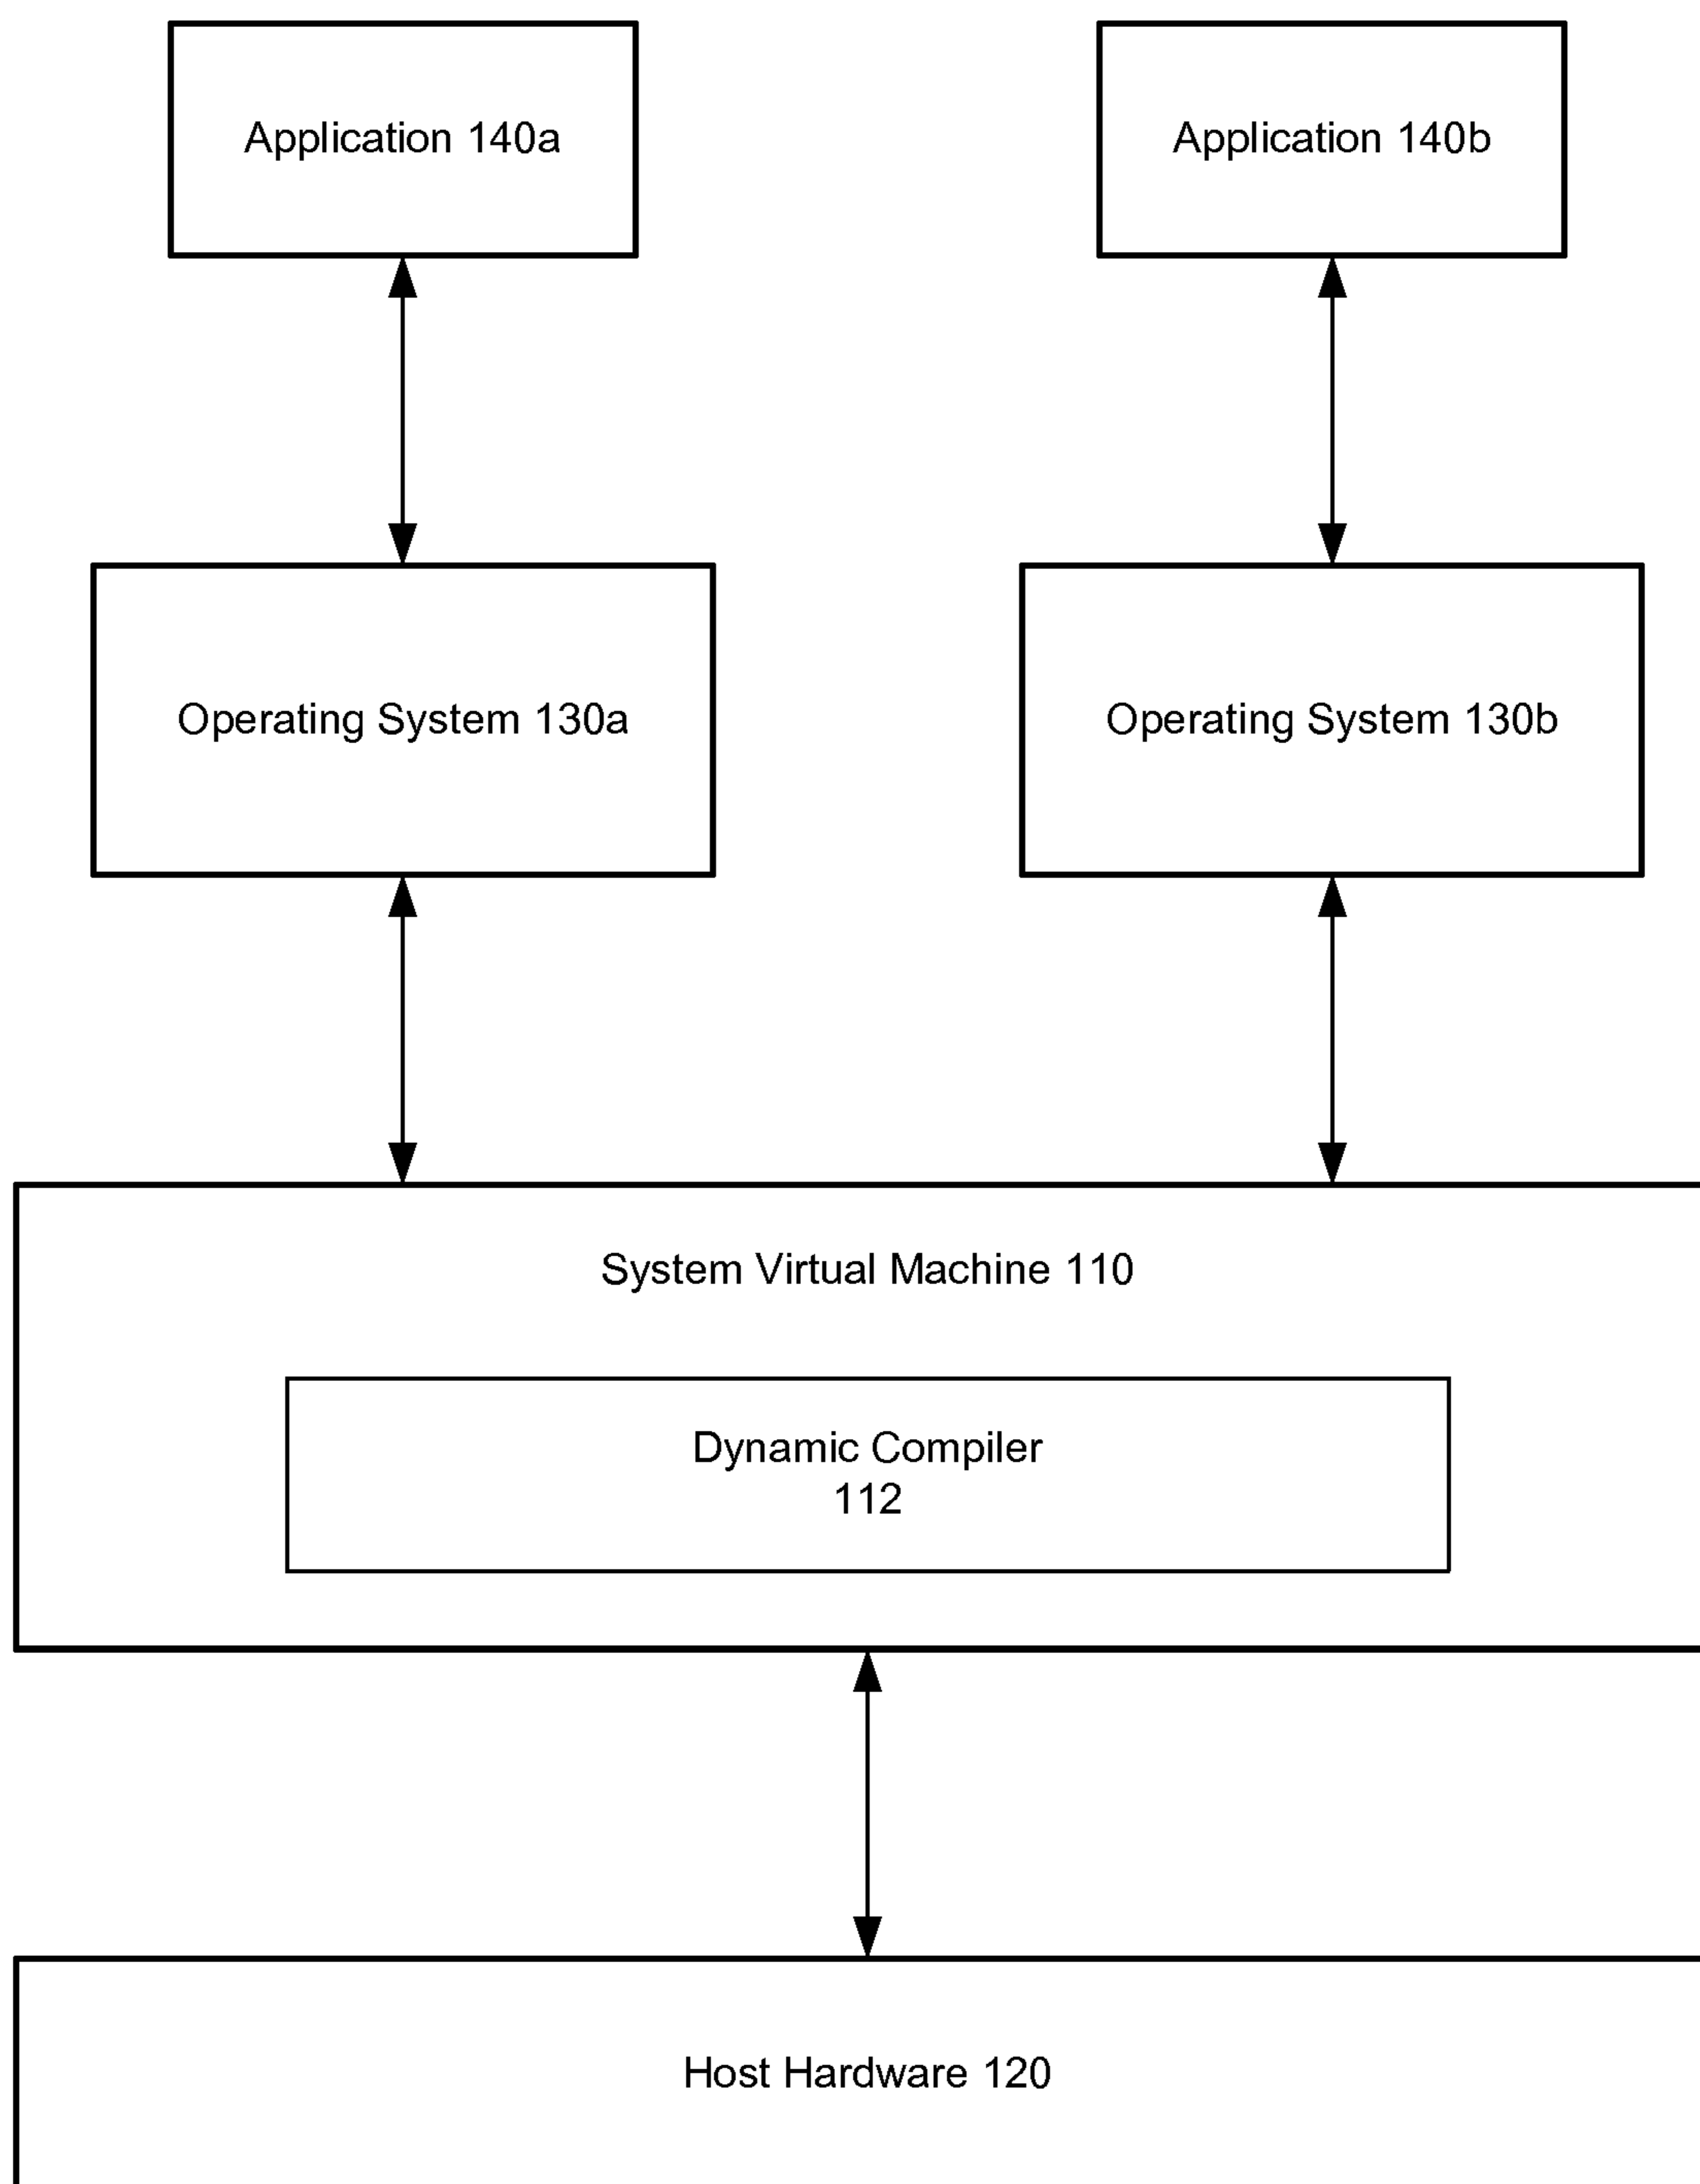 Application 140a
Application 140b
Operating System 130a
Operating System 130b
System Virtual Machine 110
Dynamic Compiler
112
Host Hardware 120